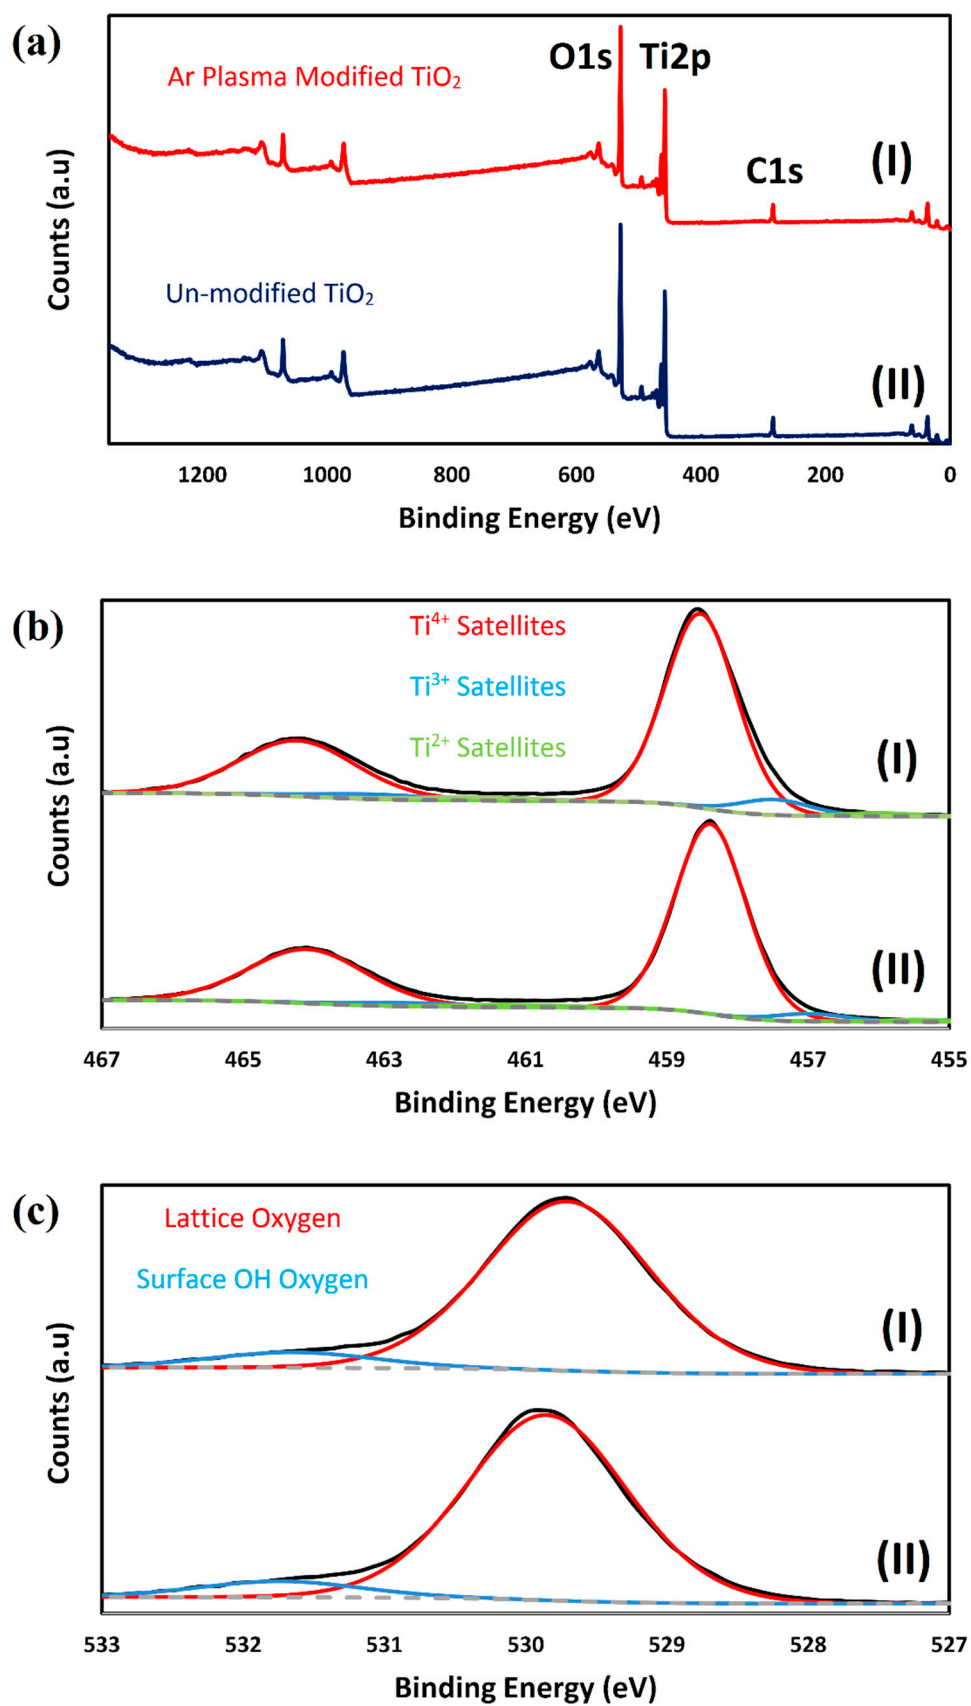 (a)
O1s Ti2p
Ar Plasma Modified TiO₂
C1s
(I)
Un-modified TiO₂
(II)
Counts (a.u)
1200 1000 800 600 400 200 0
Binding Energy (eV)
(b)
Ti⁴⁺ Satellites
Ti³⁺ Satellites
Ti²⁺ Satellites
(I)
(II)
Counts (a.u)
467 465 463 461 459 457 455
Binding Energy (eV)
(c)
Lattice Oxygen
Surface OH Oxygen
(I)
(II)
Counts (a.u)
533 532 531 530 529 528 527
Binding Energy (eV)